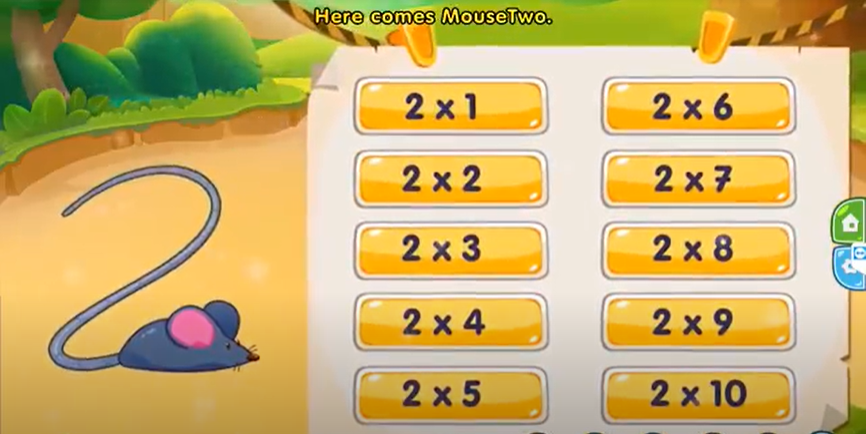 Here comes MouseTwo.
2 x 1
2 x 2
2 x 3
2 x 4
2 x 5
2 x 6
2 x 7
2 x 8
2 x 9
2 x 10